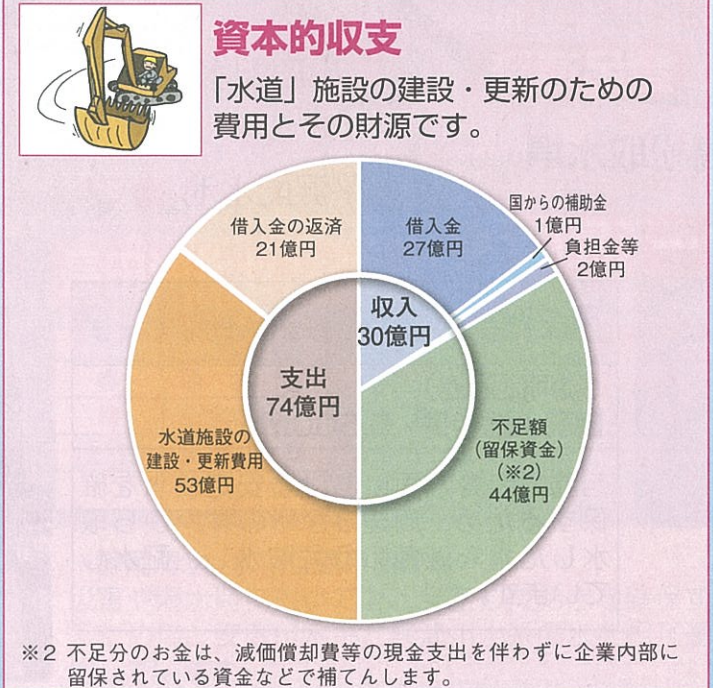 資本的収支
「水道」施設の建設・更新のための
費用とその財源です。
借入金の返済
21億円
借入金
27億円
国からの補助金
1億円
負担金等
2億円
収入
30億円
支出
74億円
水道施設の
建設・更新費用
53億円
不足額
(留保資金)
(※2)
44億円
※2 不足分のお金は、減価償却費等の現金支出を伴わずに企業内部に
留保されている資金などで補てんします。